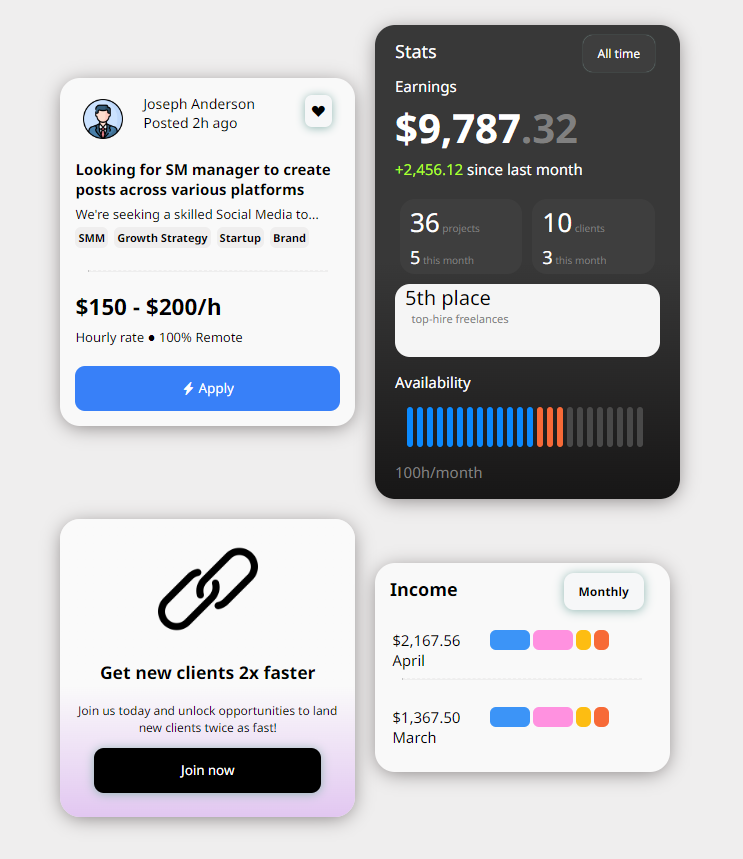 Joseph Anderson
Posted 2h ago
Looking for SM manager to create
posts across various platforms
We're seeking a skilled Social Media to...
SMM Growth Strategy Startup Brand
$150 - $200/h
Hourly rate ● 100% Remote
Apply
Stats
All time
Earnings
$9,787.32
+2,456.12 since last month
36 projects
5 this month
10 clients
3 this month
5th place
top-hire freelances
Availability
100h/month
Get new clients 2x faster
Join us today and unlock opportunities to land
new clients twice as fast!
Join now
Income
Monthly
$2,167.56
April
$1,367.50
March